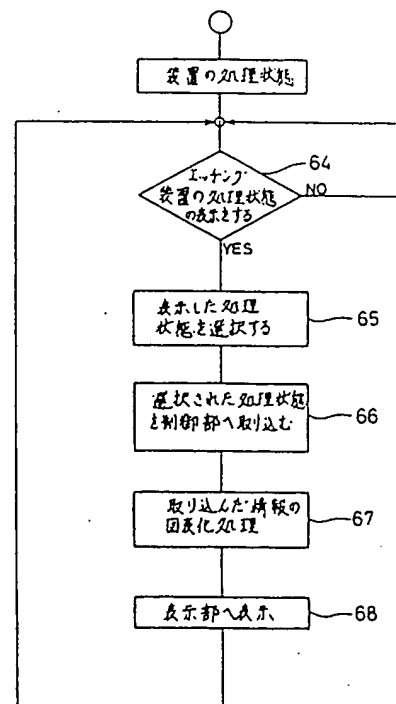 装置の処理状態
エッチング
装置の処理状態
の表示をする
64
NO
YES
表示した処理
状態を選択する
65
選択された処理状態
を制御部へ取り込む
66
取り込んだ情報の
図表化処理
67
表示部へ表示
68